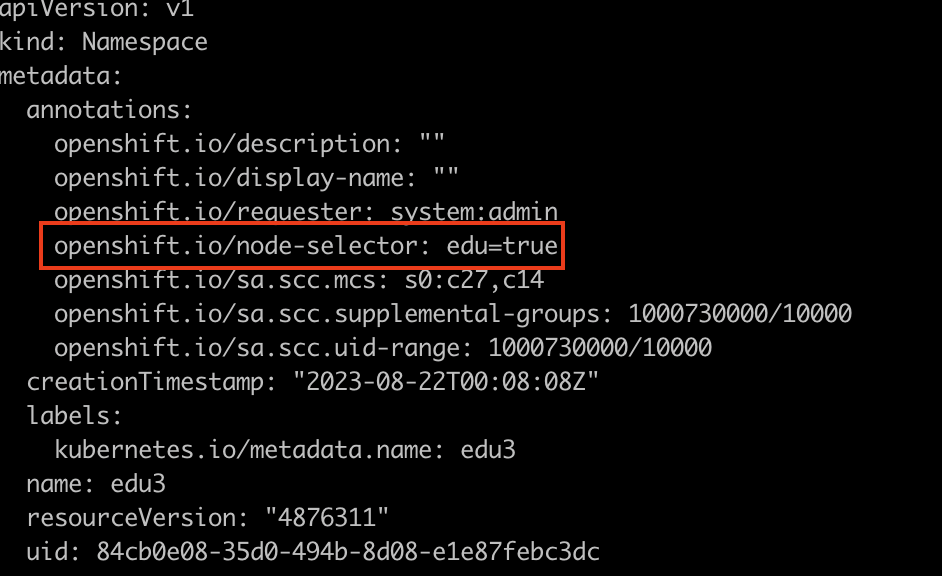 apiVersion: v1
kind: Namespace
metadata:
  annotations:
    openshift.io/description: ""
    openshift.io/display-name: ""
    openshift.io/requester: system:admin
    openshift.io/node-selector: edu=true
    openshift.io/sa.scc.mcs: s0:c27,c14
    openshift.io/sa.scc.supplemental-groups: 1000730000/10000
    openshift.io/sa.scc.uid-range: 1000730000/10000
  creationTimestamp: "2023-08-22T00:08:08Z"
  labels:
    kubernetes.io/metadata.name: edu3
  name: edu3
  resourceVersion: "4876311"
  uid: 84cb0e08-35d0-494b-8d08-e1e87febc3dc